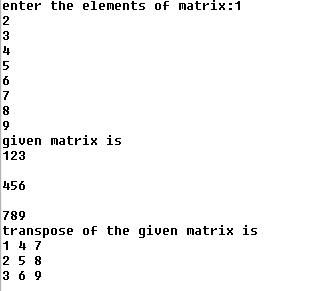 enter the elements of matrix:1
2
3
4
5
6
7
8
9
given matrix is
123
456
789
transpose of the given matrix is
1 4 7
2 5 8
3 6 9